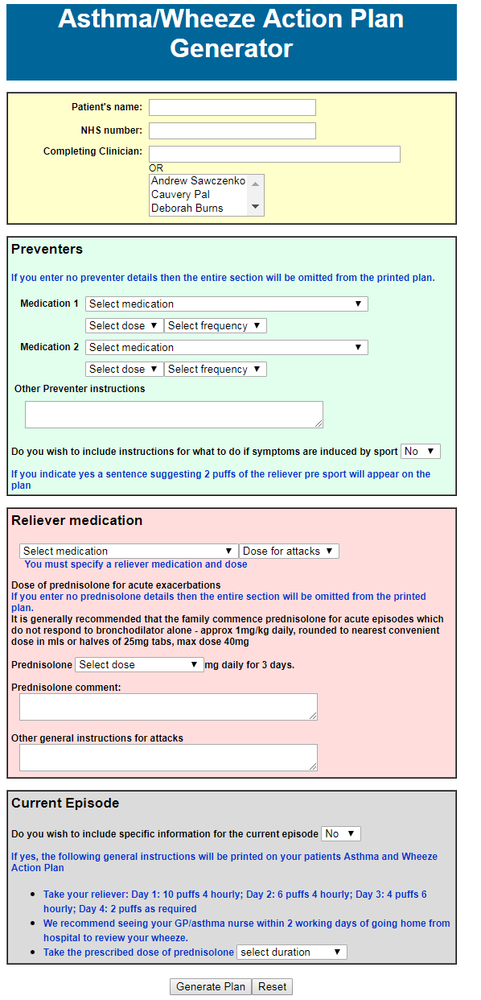 Asthma/Wheeze Action Plan
Generator
Patient's name:
NHS number:
Completing Clinician:
OR
Andrew Sawczenko
Cauvery Pal
Deborah Burns
Preventers
If you enter no preventer details then the entire section will be omitted from the printed plan.
Medication 1 Select medication
Select dose Select frequency
Medication 2 Select medication
Select dose Select frequency
Other Preventer instructions
Do you wish to include instructions for what to do if symptoms are induced by sport No
If you indicate yes a sentence suggesting 2 puffs of the reliever pre sport will appear on the
plan
Reliever medication
Select medication Dose for attacks
You must specify a reliever medication and dose
Dose of prednisolone for acute exacerbations
If you enter no prednisolone details then the entire section will be omitted from the printed
plan.
It is generally recommended that the family commence prednisolone for acute episodes which
do not respond to bronchodilator alone - approx 1mg/kg daily, rounded to nearest convenient
dose in mls or halves of 25mg tabs, max dose 40mg
Prednisolone Select dose mg daily for 3 days.
Prednisolone comment:
Other general instructions for attacks
Current Episode
Do you wish to include specific information for the current episode No
If yes, the following general instructions will be printed on your patients Asthma and Wheeze
Action Plan
• Take your reliever: Day 1: 10 puffs 4 hourly; Day 2: 6 puffs 4 hourly; Day 3: 4 puffs 6
hourly; Day 4: 2 puffs as required
• We recommend seeing your GP/asthma nurse within 2 working days of going home from
hospital to review your wheeze.
• Take the prescribed dose of prednisolone select duration
Generate Plan Reset